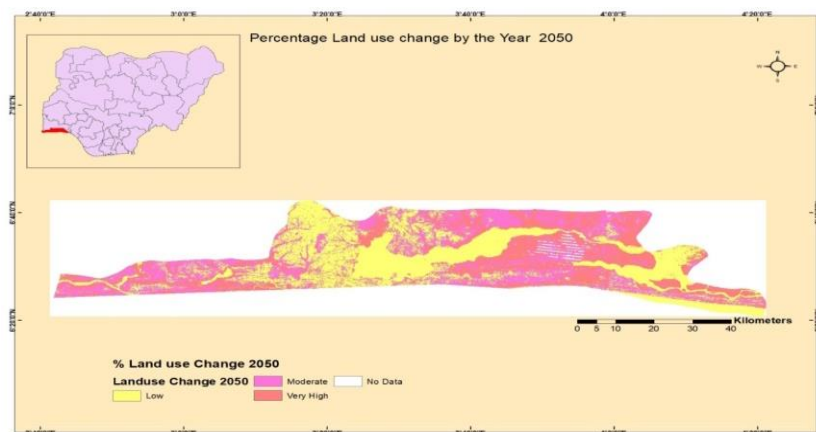 2°40'0"E 3°0'0"E 3°20'0"E 3°40'0"E 4°0'0"E 4°20'0"E
Percentage Land use change by the Year 2050
N
W E
S
0 5 10 20 30 40
Kilometers
% Land use Change 2050
Landuse Change 2050
Low
Moderate
Very High
No Data